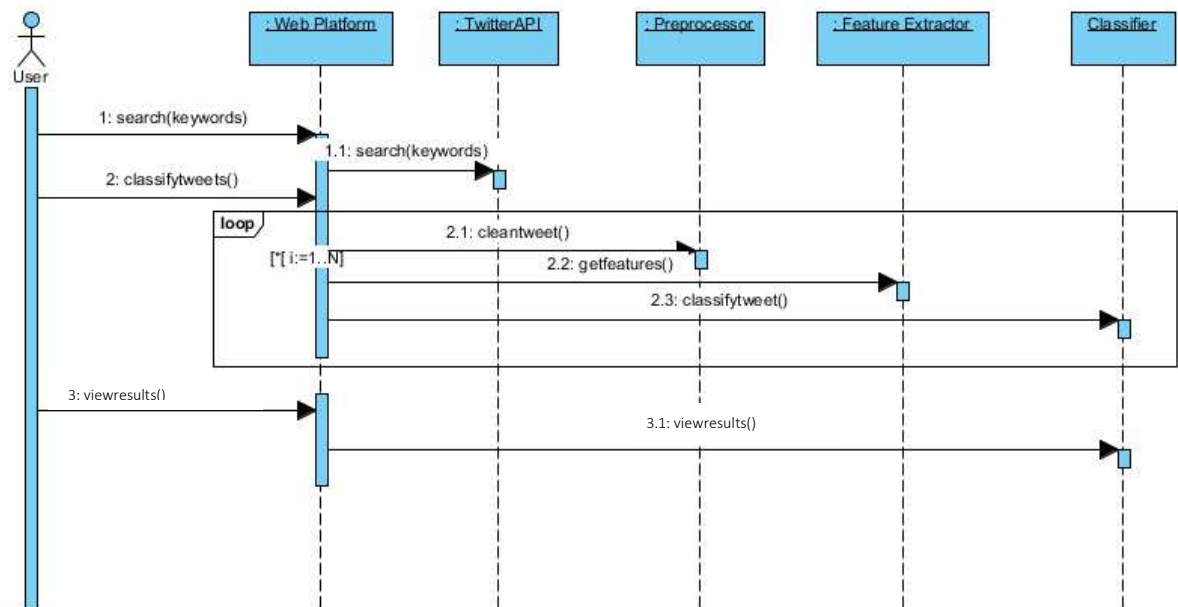 : Web Platform
: TwitterAPI
: Preprocessor
: Feature Extractor
Classifier
User
1: search(keywords)
1.1: search(keywords)
2: classifytweets()
loop
2.1: cleantweet()
[*[ i:=1..N]
2.2: getfeatures()
2.3: classifytweet()
3: viewresults()
3.1: viewresults()